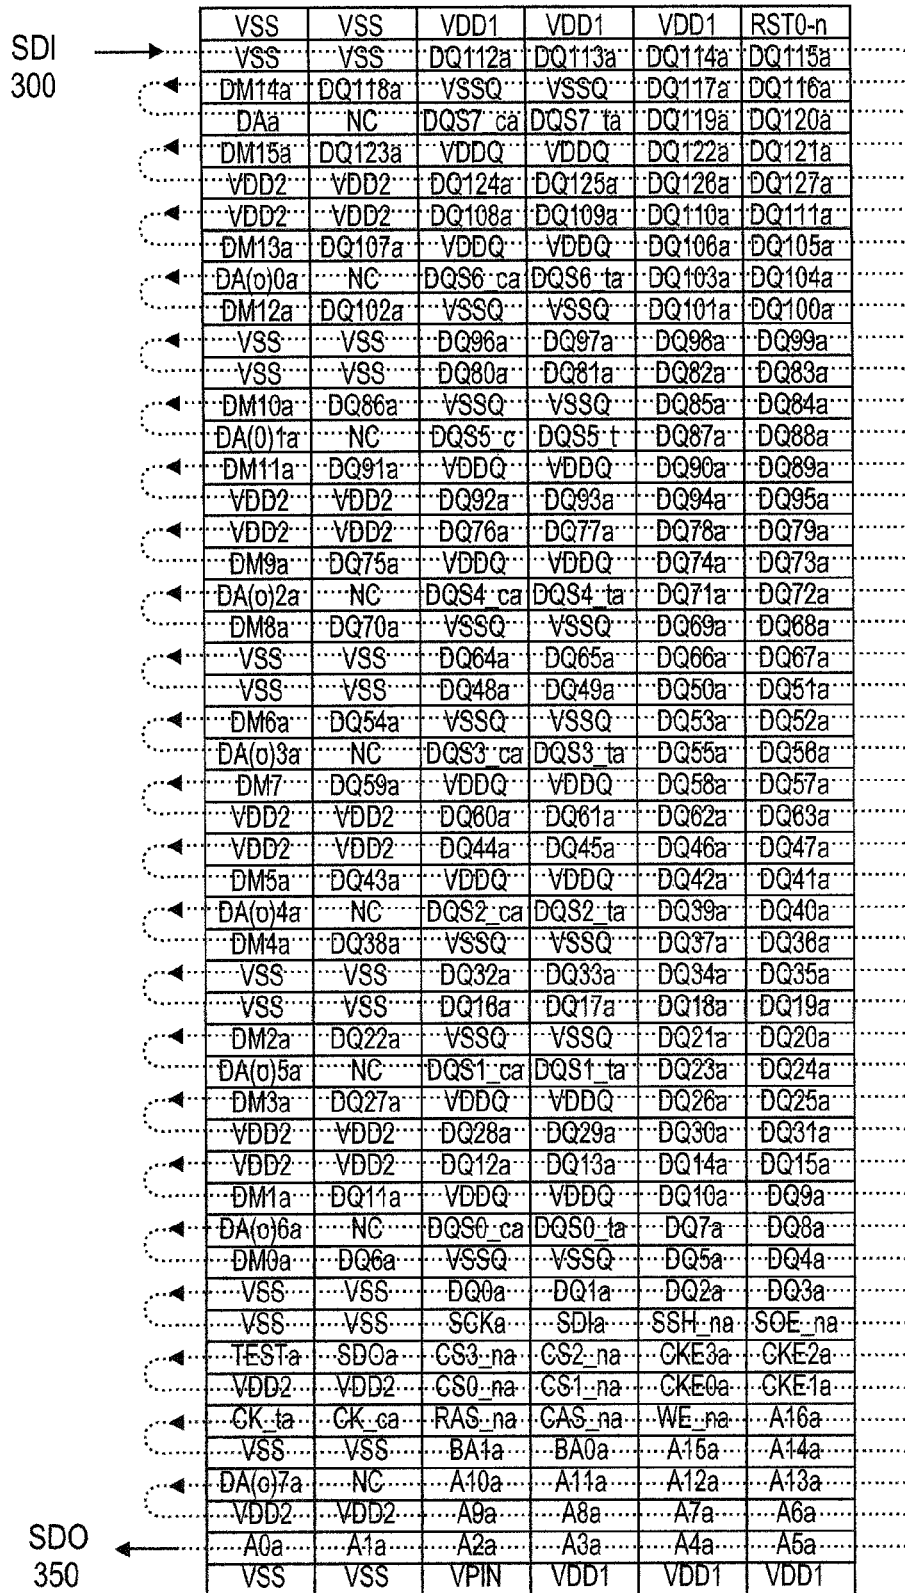 VSS VSS VDD1 VDD1 VDD1 RST0-n
SDI VSS VSS DQ112a DQ113a DQ114a DQ115a
300 DM14a DQ118a VSSQ VSSQ DQ117a DQ116a
DAa NC DQS7_ca DQS7_ta DQ119a DQ120a
DM15a DQ123a VDDQ VDDQ DQ122a DQ121a
VDD2 VDD2 DQ124a DQ125a DQ126a DQ127a
VDD2 VDD2 DQ108a DQ109a DQ110a DQ111a
DM13a DQ107a VDDQ VDDQ DQ106a DQ105a
DA(o)0a NC DQS6_ca DQS6_ta DQ103a DQ104a
DM12a DQ102a VSSQ VSSQ DQ101a DQ100a
VSS VSS DQ96a DQ97a DQ98a DQ99a
VSS VSS DQ80a DQ81a DQ82a DQ83a
DM10a DQ86a VSSQ VSSQ DQ85a DQ84a
DA(0)1a NC DQS5_c DQS5_t DQ87a DQ88a
DM11a DQ91a VDDQ VDDQ DQ90a DQ89a
VDD2 VDD2 DQ92a DQ93a DQ94a DQ95a
VDD2 VDD2 DQ76a DQ77a DQ78a DQ79a
DM9a DQ75a VDDQ VDDQ DQ74a DQ73a
DA(o)2a NC DQS4_ca DQS4_ta DQ71a DQ72a
DM8a DQ70a VSSQ VSSQ DQ69a DQ68a
VSS VSS DQ64a DQ65a DQ66a DQ67a
VSS VSS DQ48a DQ49a DQ50a DQ51a
DM6a DQ54a VSSQ VSSQ DQ53a DQ52a
DA(o)3a NC DQS3_ca DQS3_ta DQ55a DQ56a
DM7 DQ59a VDDQ VDDQ DQ58a DQ57a
VDD2 VDD2 DQ60a DQ61a DQ62a DQ63a
VDD2 VDD2 DQ44a DQ45a DQ46a DQ47a
DM5a DQ43a VDDQ VDDQ DQ42a DQ41a
DA(o)4a NC DQS2_ca DQS2_ta DQ39a DQ40a
DM4a DQ38a VSSQ VSSQ DQ37a DQ36a
VSS VSS DQ32a DQ33a DQ34a DQ35a
VSS VSS DQ16a DQ17a DQ18a DQ19a
DM2a DQ22a VSSQ VSSQ DQ21a DQ20a
DA(o)5a NC DQS1_ca DQS1_ta DQ23a DQ24a
DM3a DQ27a VDDQ VDDQ DQ26a DQ25a
VDD2 VDD2 DQ28a DQ29a DQ30a DQ31a
VDD2 VDD2 DQ12a DQ13a DQ14a DQ15a
DM1a DQ11a VDDQ VDDQ DQ10a DQ9a
DA(o)6a NC DQS0_ca DQS0_ta DQ7a DQ8a
DM0a DQ6a VSSQ VSSQ DQ5a DQ4a
VSS VSS DQ0a DQ1a DQ2a DQ3a
VSS VSS SCKa SDIa SSH_na SOE_na
TESTa SDOa CS3_na CS2_na CKE3a CKE2a
VDD2 VDD2 CS0_na CS1_na CKE0a CKE1a
CK_ta CK_ca RAS_na CAS_na WE_na A16a
VSS VSS BA1a BA0a A15a A14a
DA(o)7a NC A10a A11a A12a A13a
VDD2 VDD2 A9a A8a A7a A6a
SDO A0a A1a A2a A3a A4a A5a
350 VSS VSS VPIN VDD1 VDD1 VDD1